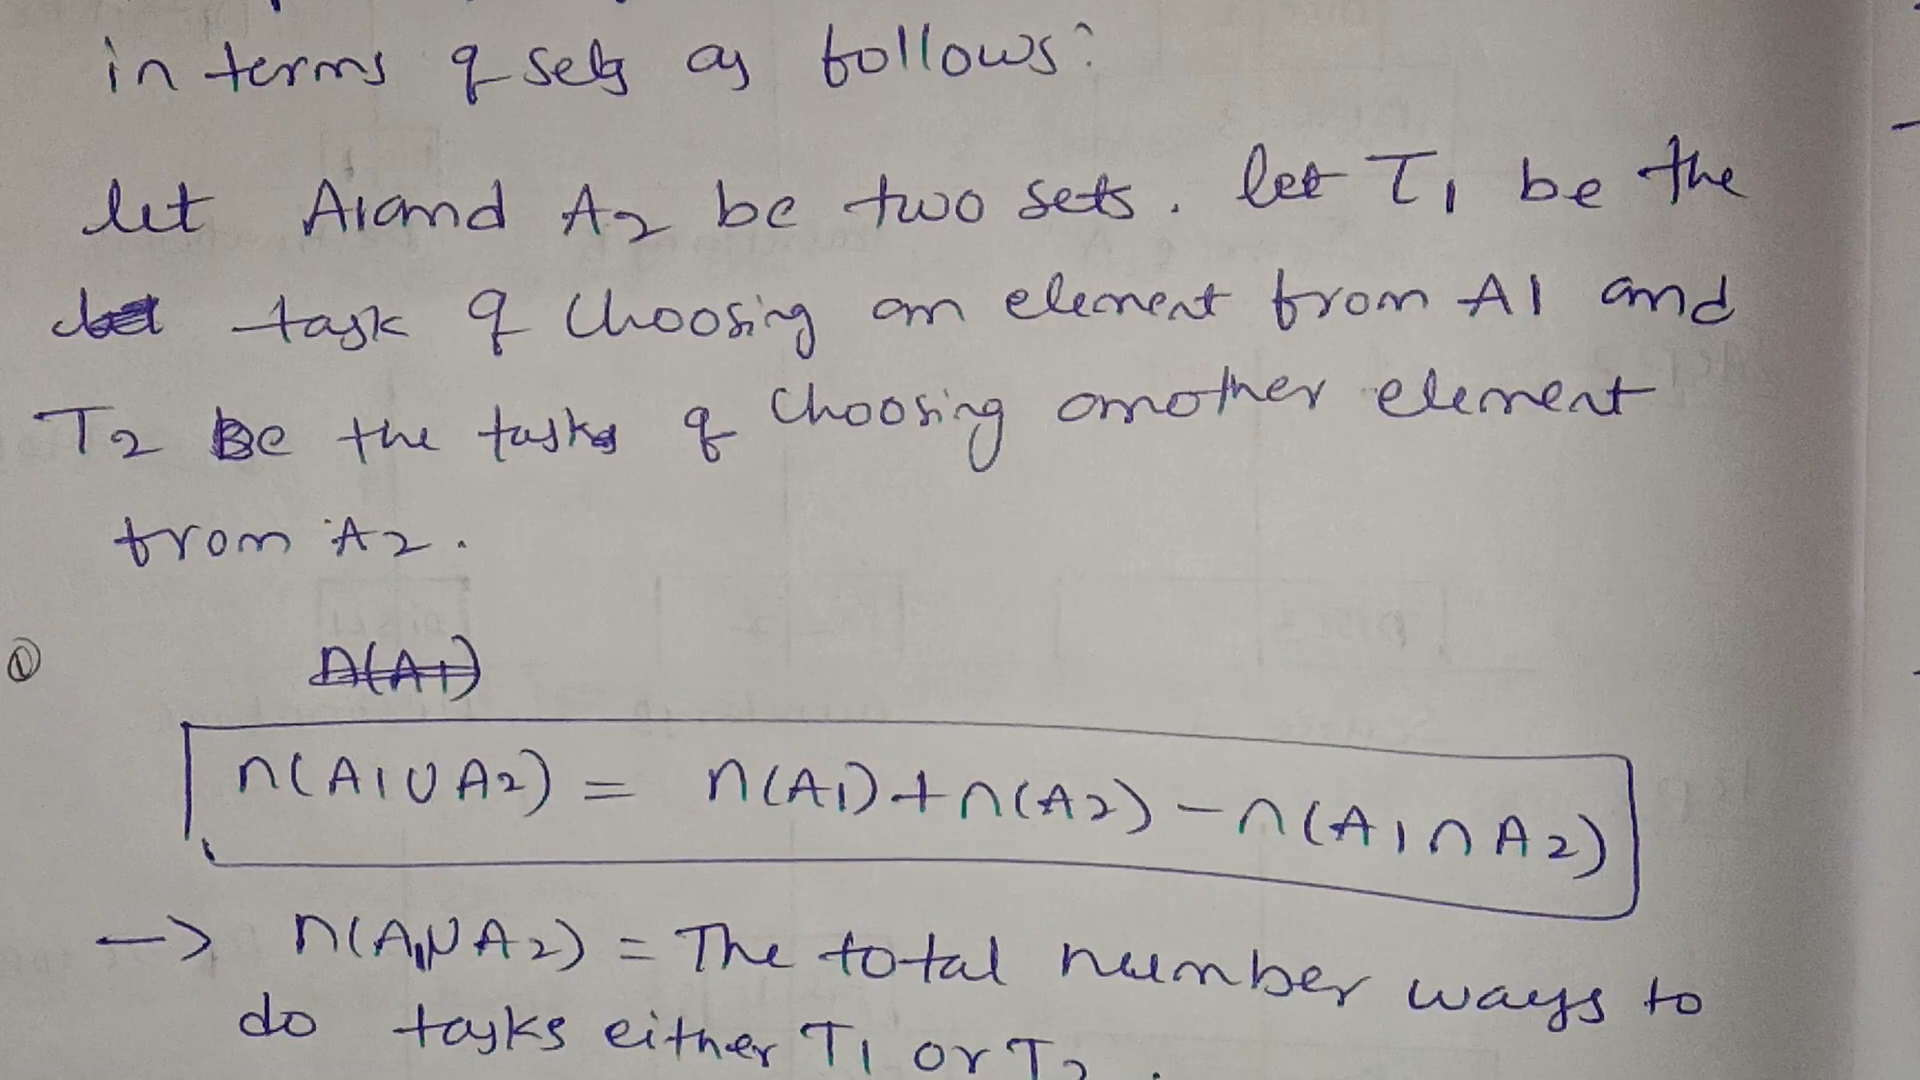 in terms of sets as follows:
let A1 and A2 be two sets. let T1 be the
task of choosing an element from A1 and
T2 Be the tasks of choosing another element
from A2.
①
n(A1)
n(A1∪A2) = n(A1)+n(A2)-n(A1∩A2)
→ n(A1∪A2) = The total number ways to
do tasks either T1 or T2.